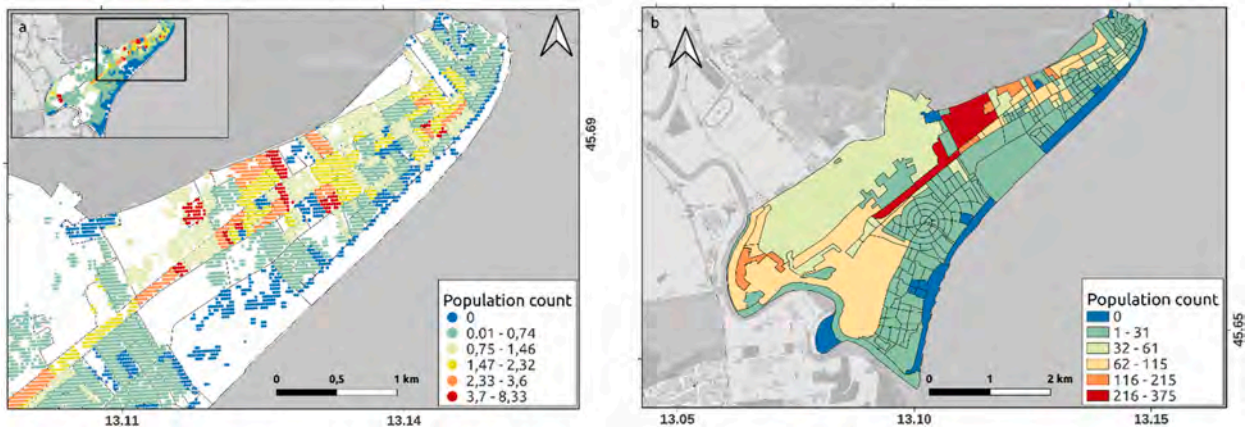 a
b
45.69
Population count
0
0.01 - 0,74
0,75 - 1,46
1,47 - 2,32
2,33 - 3,6
3,7 - 8,33
0
0,5
1 km
13.11
13.14
Population count
0
1 - 31
32 - 61
62 - 115
116 - 215
216 - 375
0
1
2 km
45.65
13.05
13.10
13.15